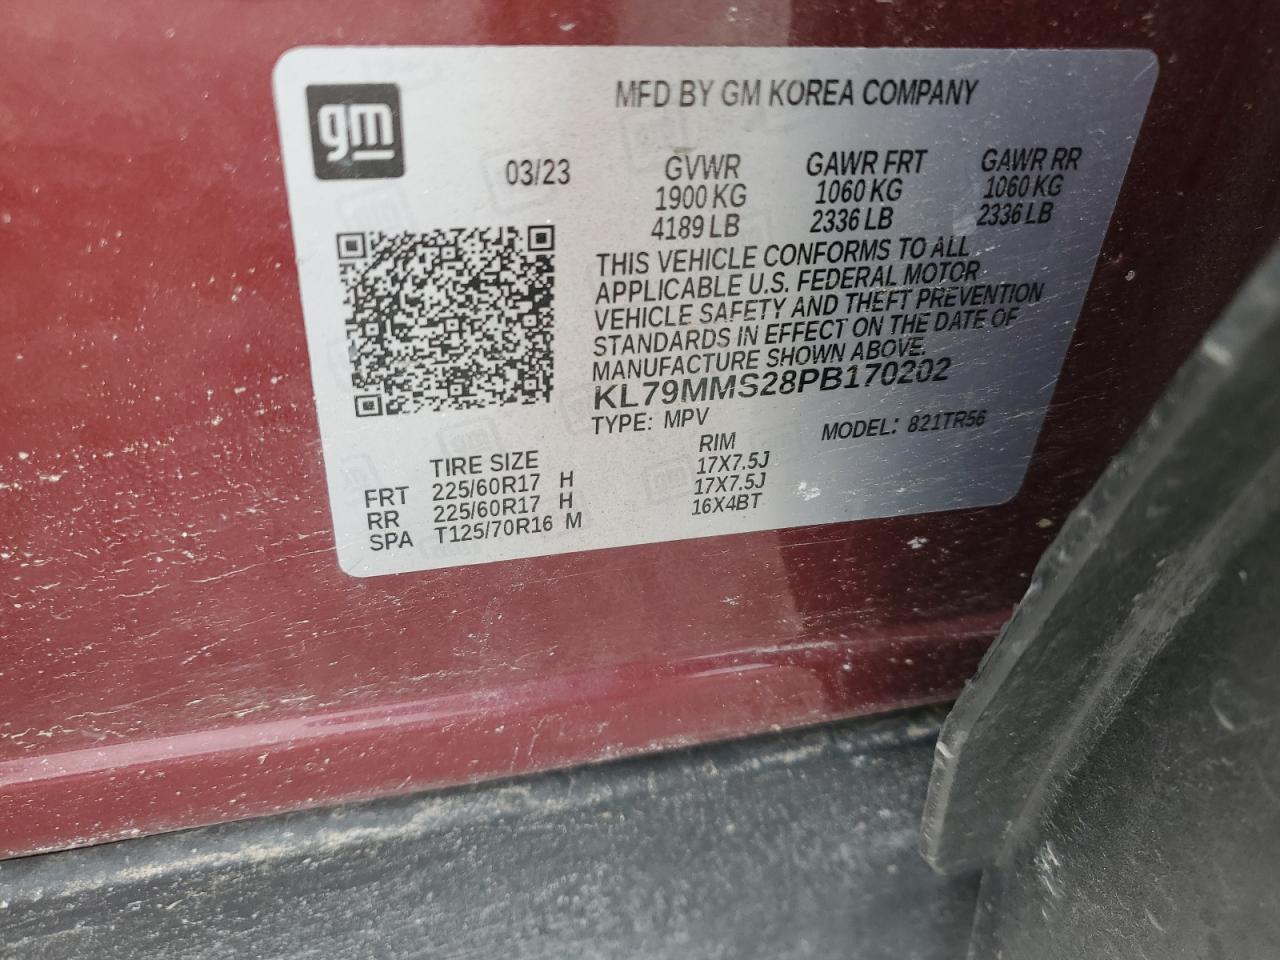 gm
MFD BY GM KOREA COMPANY
03/23 GVWR GAWR FRT GAWR RR
1900 KG 1060 KG 1060 KG
4189 LB 2336 LB 2336 LB
THIS VEHICLE CONFORMS TO ALL
APPLICABLE U.S. FEDERAL MOTOR
VEHICLE SAFETY AND THEFT PREVENTION
STANDARDS IN EFFECT ON THE DATE OF
MANUFACTURE SHOWN ABOVE.
KL79MMS28PB170202
TYPE: MPV MODEL: 821TR56
TIRE SIZE RIM
FRT 225/60R17 H 17X7.5J
RR 225/60R17 H 17X7.5J
SPA T125/70R16 M 16X4BT